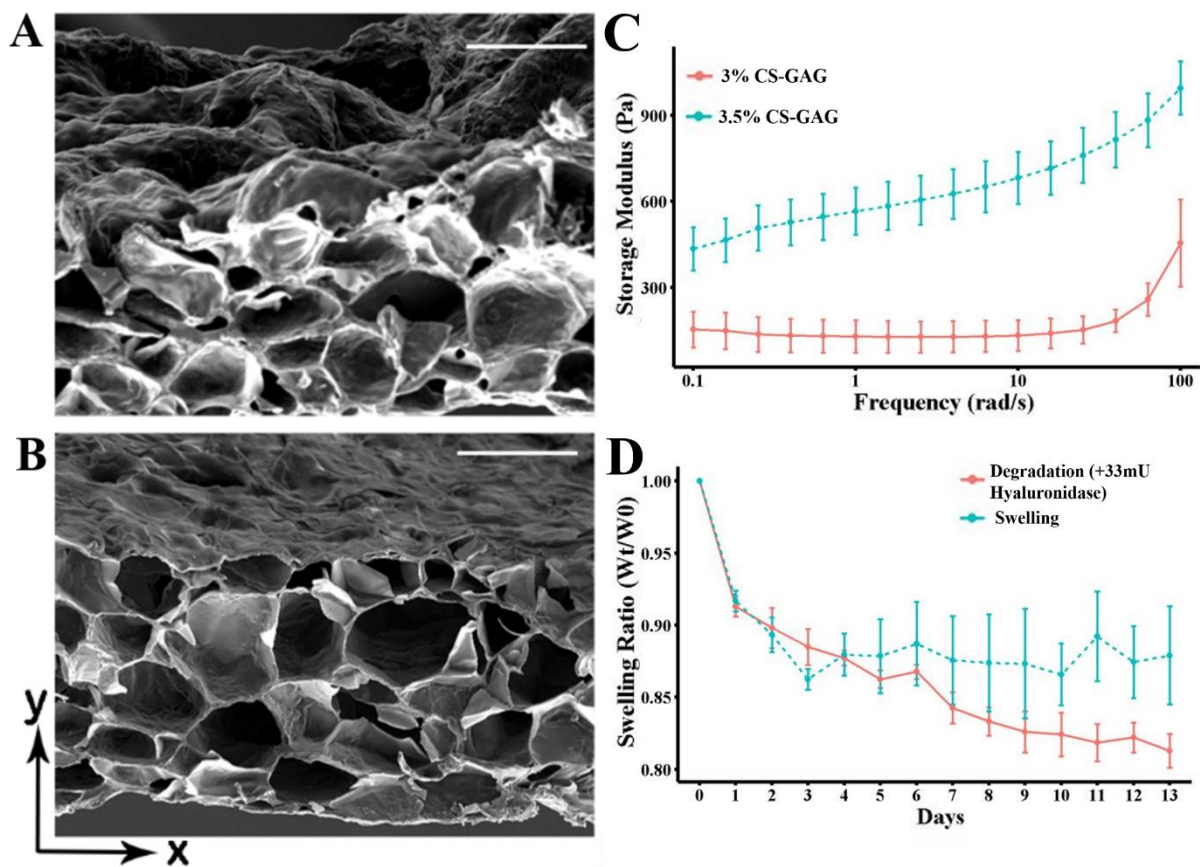 A
B
y
x
C
3% CS-GAG
3.5% CS-GAG
Storage Modulus (Pa)
900
600
300
0.1
1
10
100
Frequency (rad/s)
D
Degradation (+33mU
Hyaluronidase)
Swelling
Swelling Ratio (Wt/W0)
1.00
0.95
0.90
0.85
0.80
0 1 2 3 4 5 6 7 8 9 10 11 12 13
Days